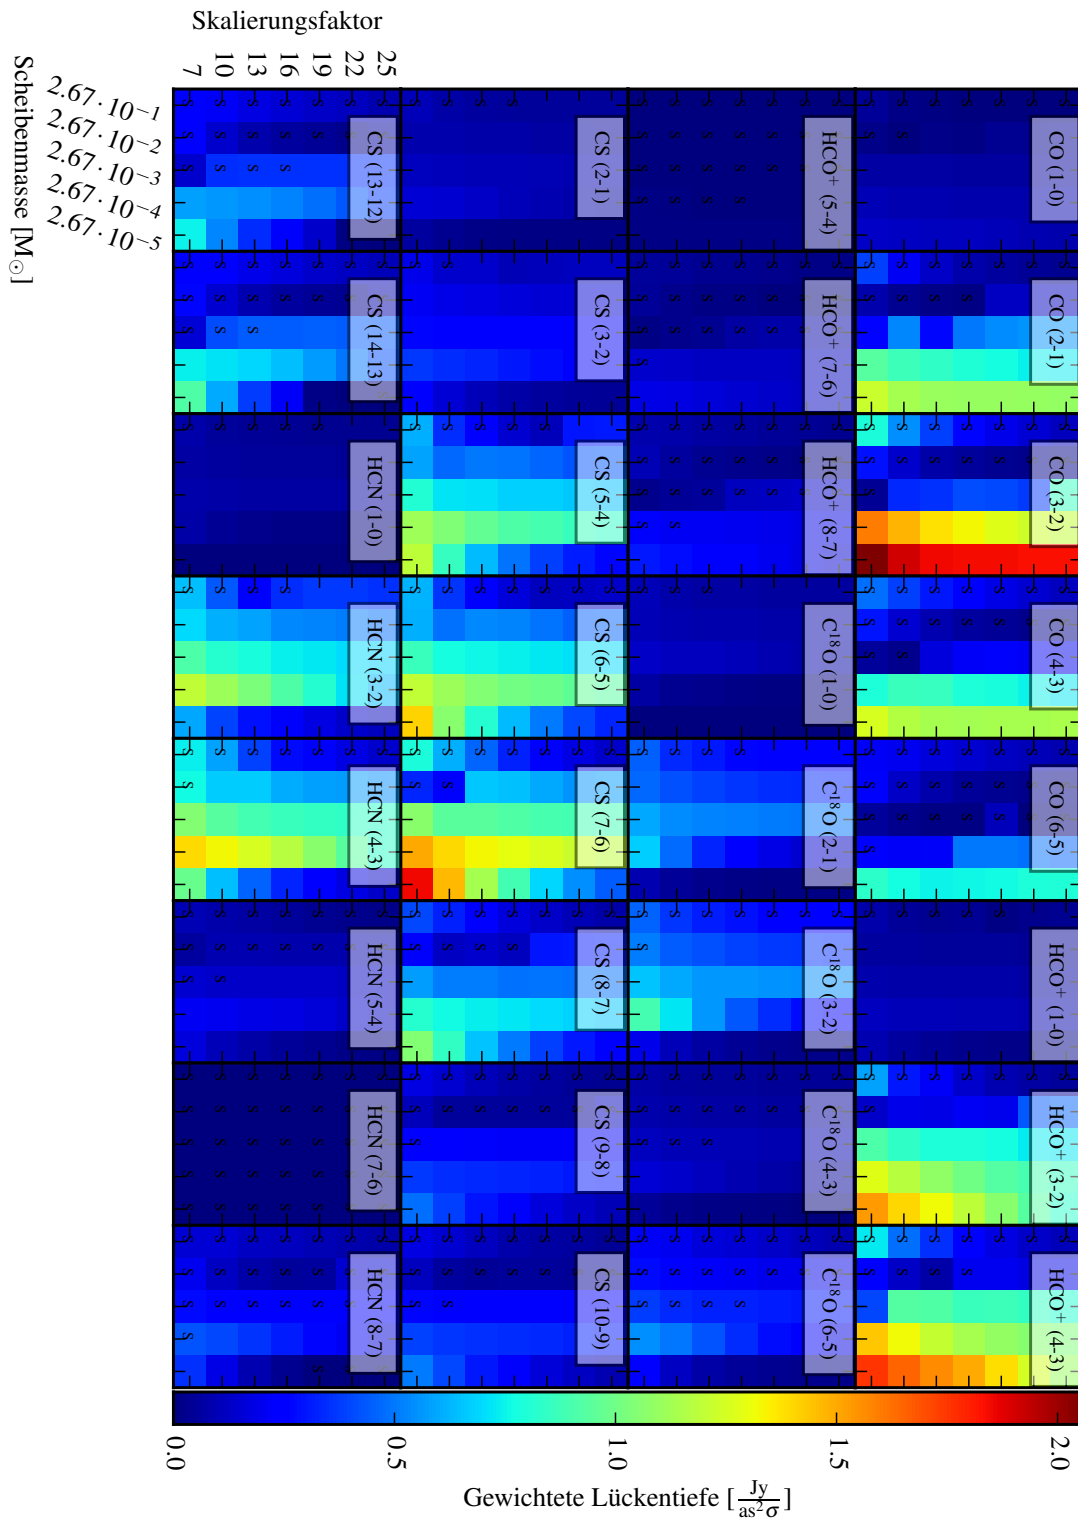 CO (1-0)
CO (2-1)
CO (3-2)
CO (4-3)
CO (6-5)
HCO⁺ (1-0)
HCO⁺ (3-2)
HCO⁺ (4-3)
HCO⁺ (5-4)
HCO⁺ (7-6)
HCO⁺ (8-7)
C¹⁸O (1-0)
C¹⁸O (2-1)
C¹⁸O (3-2)
C¹⁸O (4-3)
C¹⁸O (6-5)
CS (2-1)
CS (3-2)
CS (5-4)
CS (6-5)
CS (7-6)
CS (8-7)
CS (9-8)
CS (10-9)
CS (13-12)
CS (14-13)
HCN (1-0)
HCN (3-2)
HCN (4-3)
HCN (5-4)
HCN (7-6)
HCN (8-7)
Skalierungsfaktor
25
22
19
16
13
10
7
2.67·10⁻¹
2.67·10⁻²
2.67·10⁻³
2.67·10⁻⁴
2.67·10⁻⁵
Scheibenmasse [M⊙]
2.0
1.5
1.0
0.5
0.0
Gewichtete Lückentiefe [Jy/as²σ]